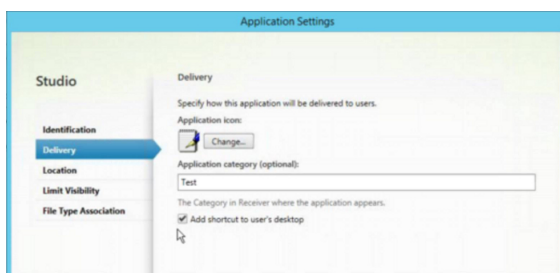 Application Settings
Studio
Identification
Delivery
Location
Limit Visibility
File Type Association
Delivery
Specify how this application will be delivered to users.
Application icon:
Change...
Application category (optional):
Test
The Category in Receiver where the application appears.
Add shortcut to user's desktop